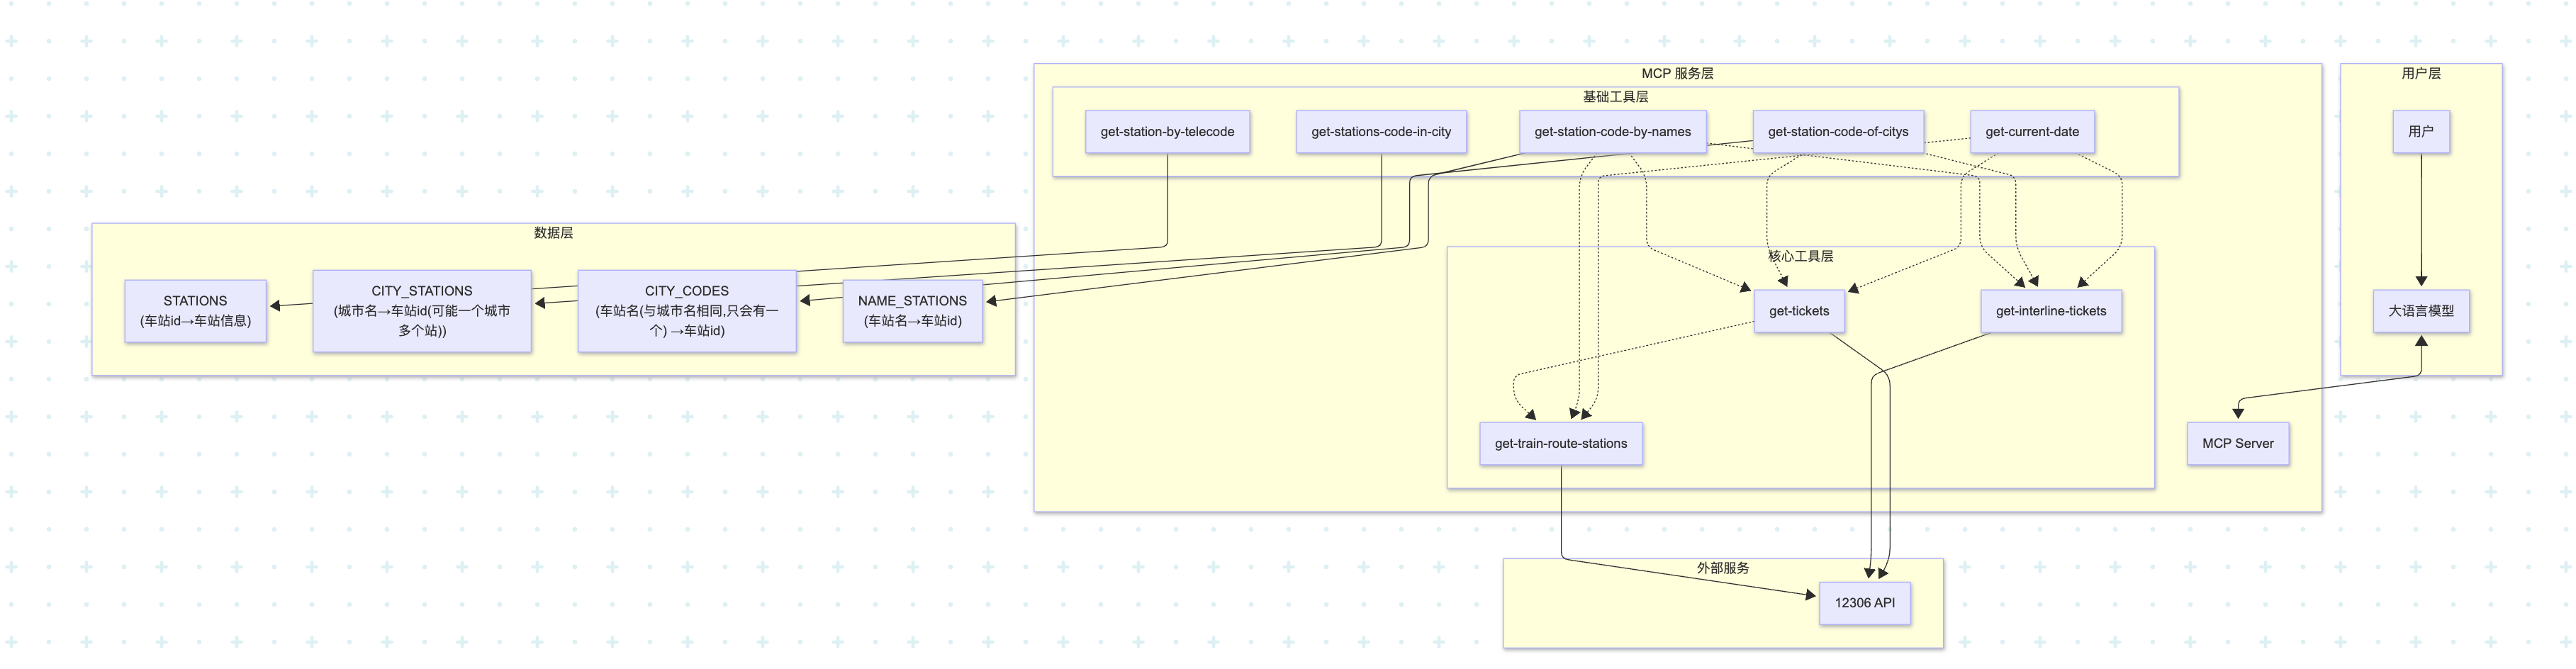 MCP 服务层
用户层
基础工具层
get-station-by-telecode
get-stations-code-in-city
get-station-code-by-names
get-station-code-of-citys
get-current-date
用户
数据层
STATIONS
(车站id→车站信息)
CITY_STATIONS
(城市名→车站id(可能一个城市
多个站))
CITY_CODES
(车站名(与城市名相同,只会有一
个) →车站id)
NAME_STATIONS
(车站名→车站id)
核心工具层
get-tickets
get-interline-tickets
大语言模型
get-train-route-stations
MCP Server
外部服务
12306 API